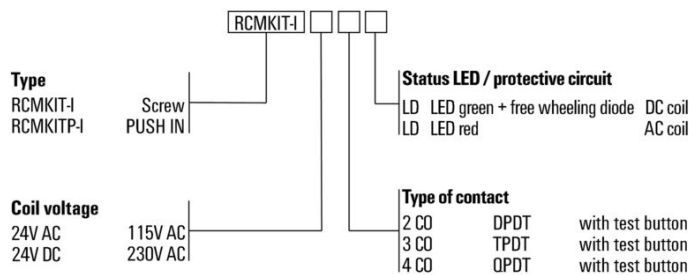 RCMKIT-I
Type
RCMKIT-I Screw
RCMKITP-I PUSH IN
Status LED / protective circuit
LD LED green + free wheeling diode DC coil
LD LED red AC coil
Coil voltage
24V AC 115V AC
24V DC 230V AC
Type of contact
2 CO DPDT with test button
3 CO TPDT with test button
4 CO QPDT with test button